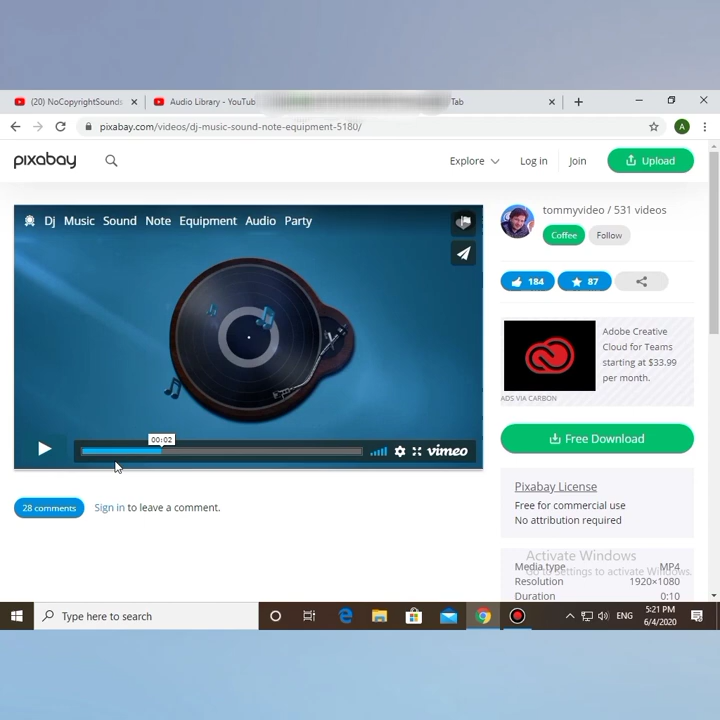 (20) NoCopyrightSounds
Audio Library - YouTub
Tab
pixabay.com/videos/dj-music-sound-note-equipment-5180/
A
pixabay
Explore
Log in
Join
Upload
Dj Music Sound Note Equipment Audio Party
tommyvideo / 531 videos
Coffee
Follow
184
87
Adobe Creative
Cloud for Teams
starting at $33.99
per month.
ADS VIA CARBON
00:02
vimeo
Free Download
28 comments
Sign in to leave a comment.
Pixabay License
Free for commercial use
No attribution required
Activate Windows
Go to Settings to activate Windows.
Media type MP4
Resolution 1920×1080
Duration 0:10
Type here to search
ENG
5:21 PM
6/4/2020